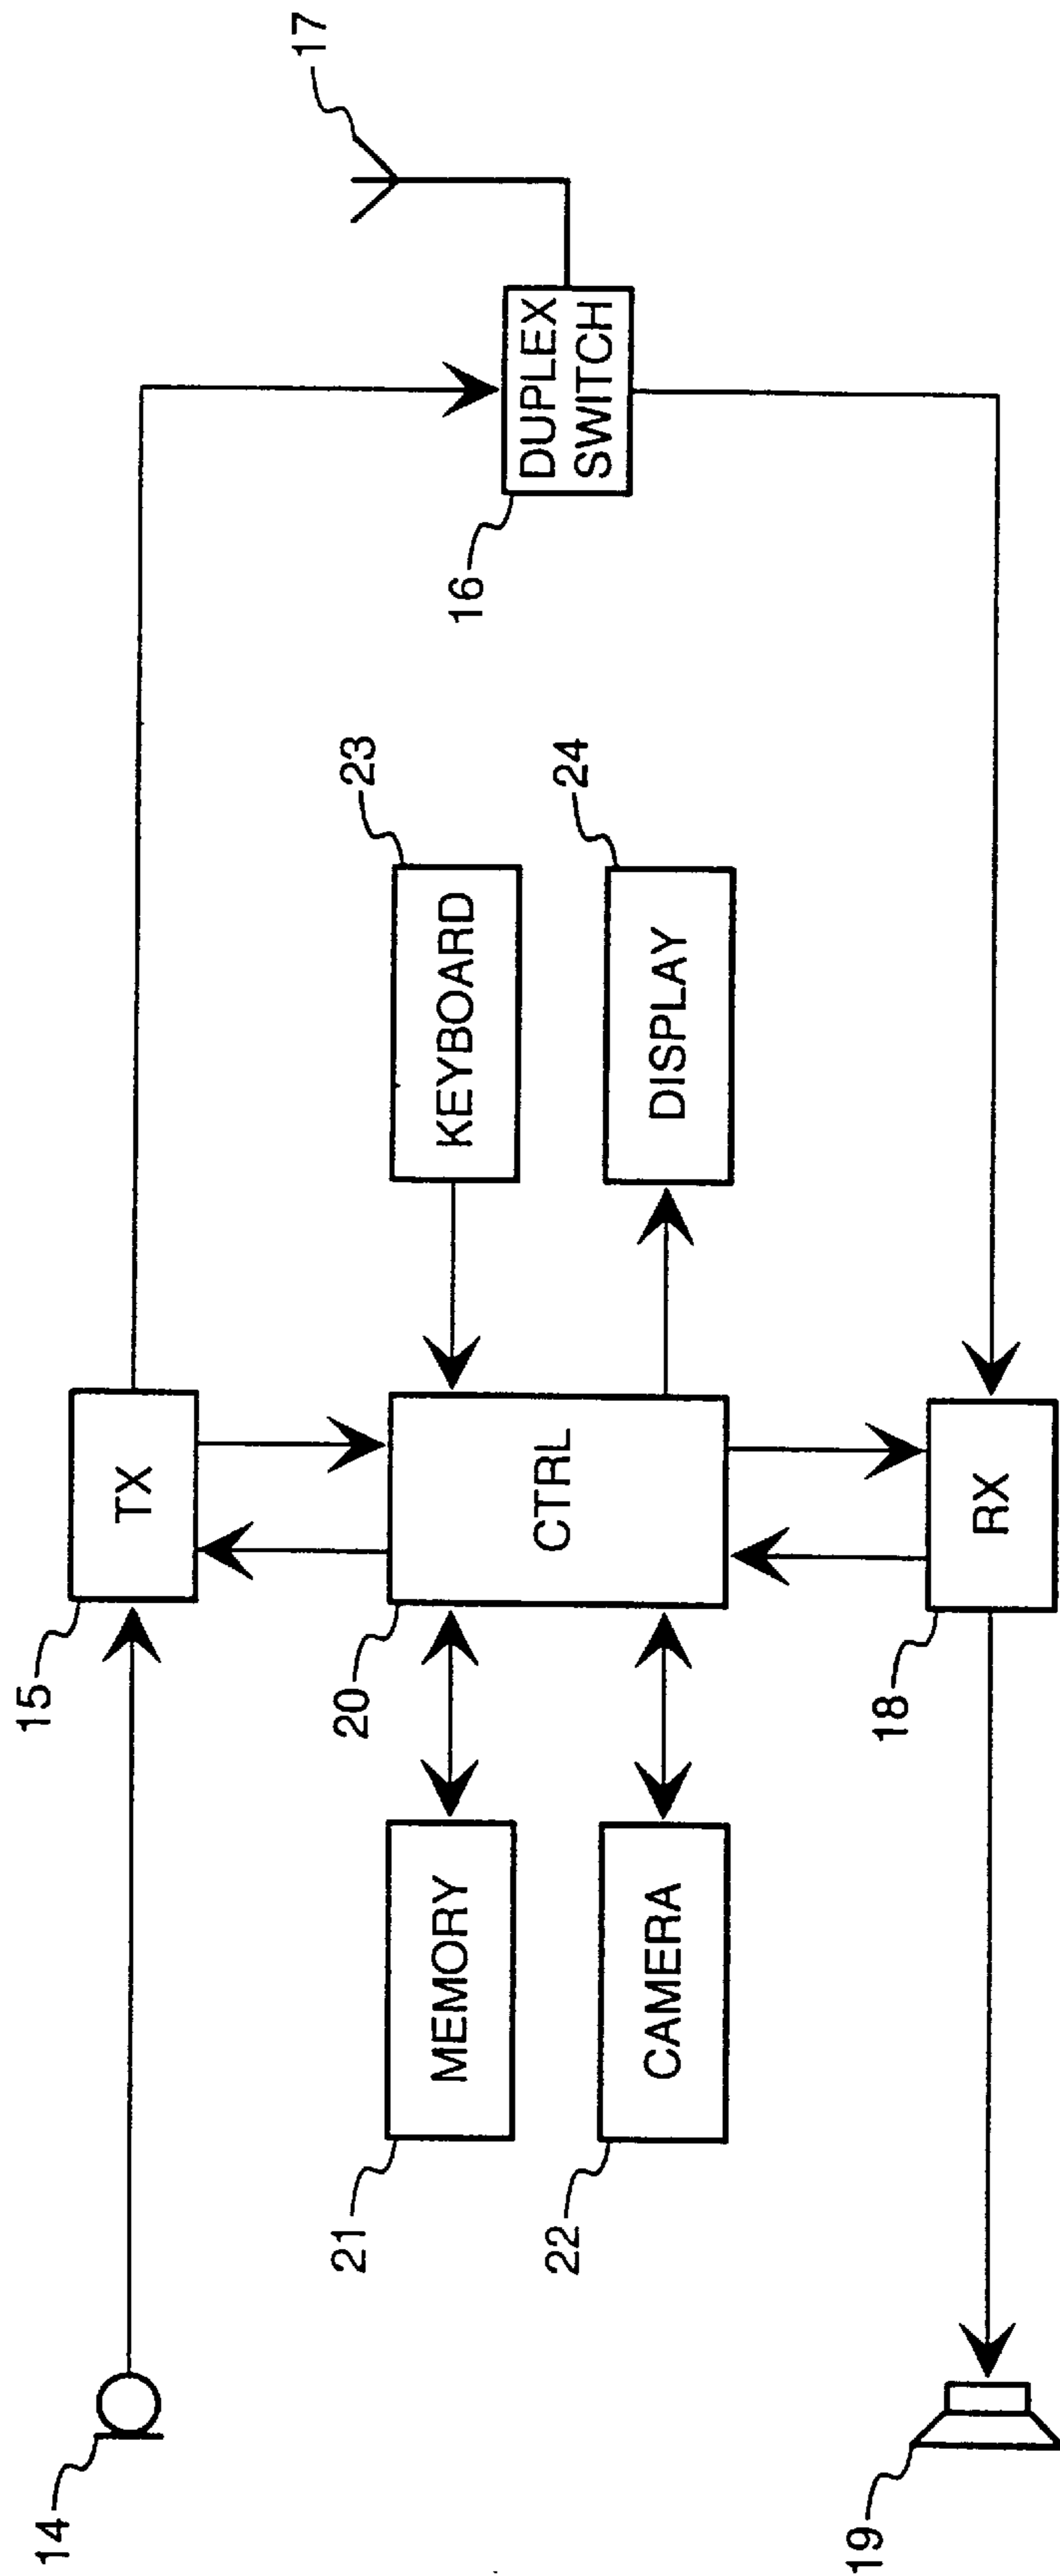 17
DUPLEX
SWITCH
16
23
KEYBOARD
24
DISPLAY
TX
15
CTRL
20
RX
18
MEMORY
21
CAMERA
22
14
19